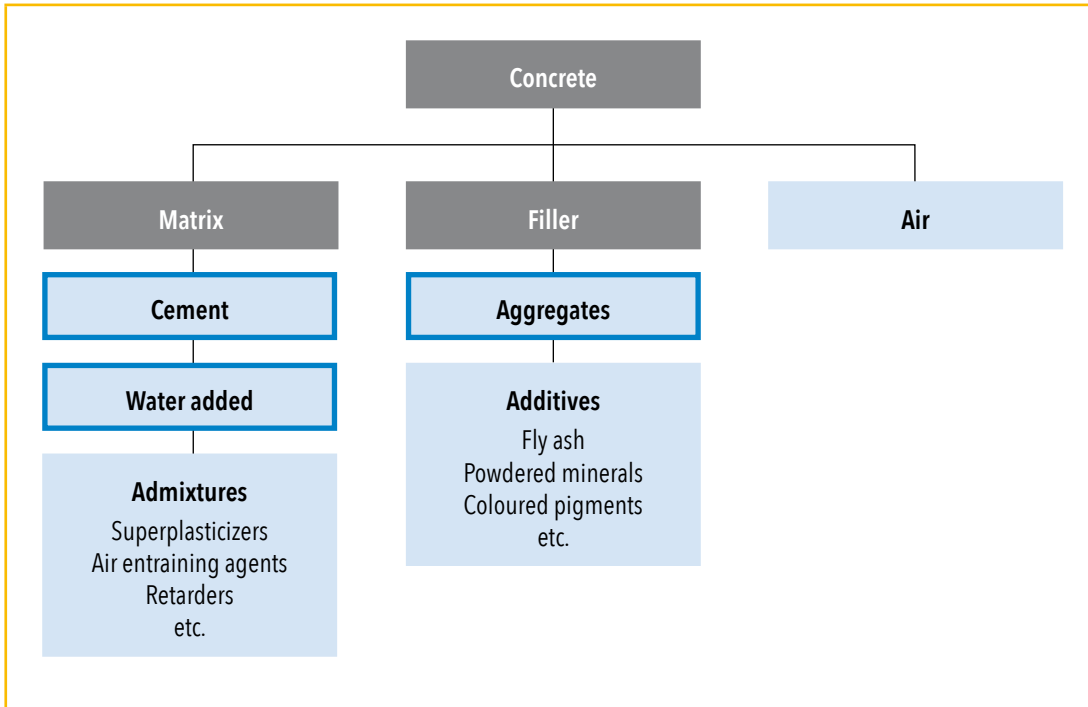 Concrete
Matrix
Filler
Air
Cement
Aggregates
Water added
Additives
Fly ash
Powdered minerals
Coloured pigments
etc.
Admixtures
Superplasticizers
Air entraining agents
Retarders
etc.